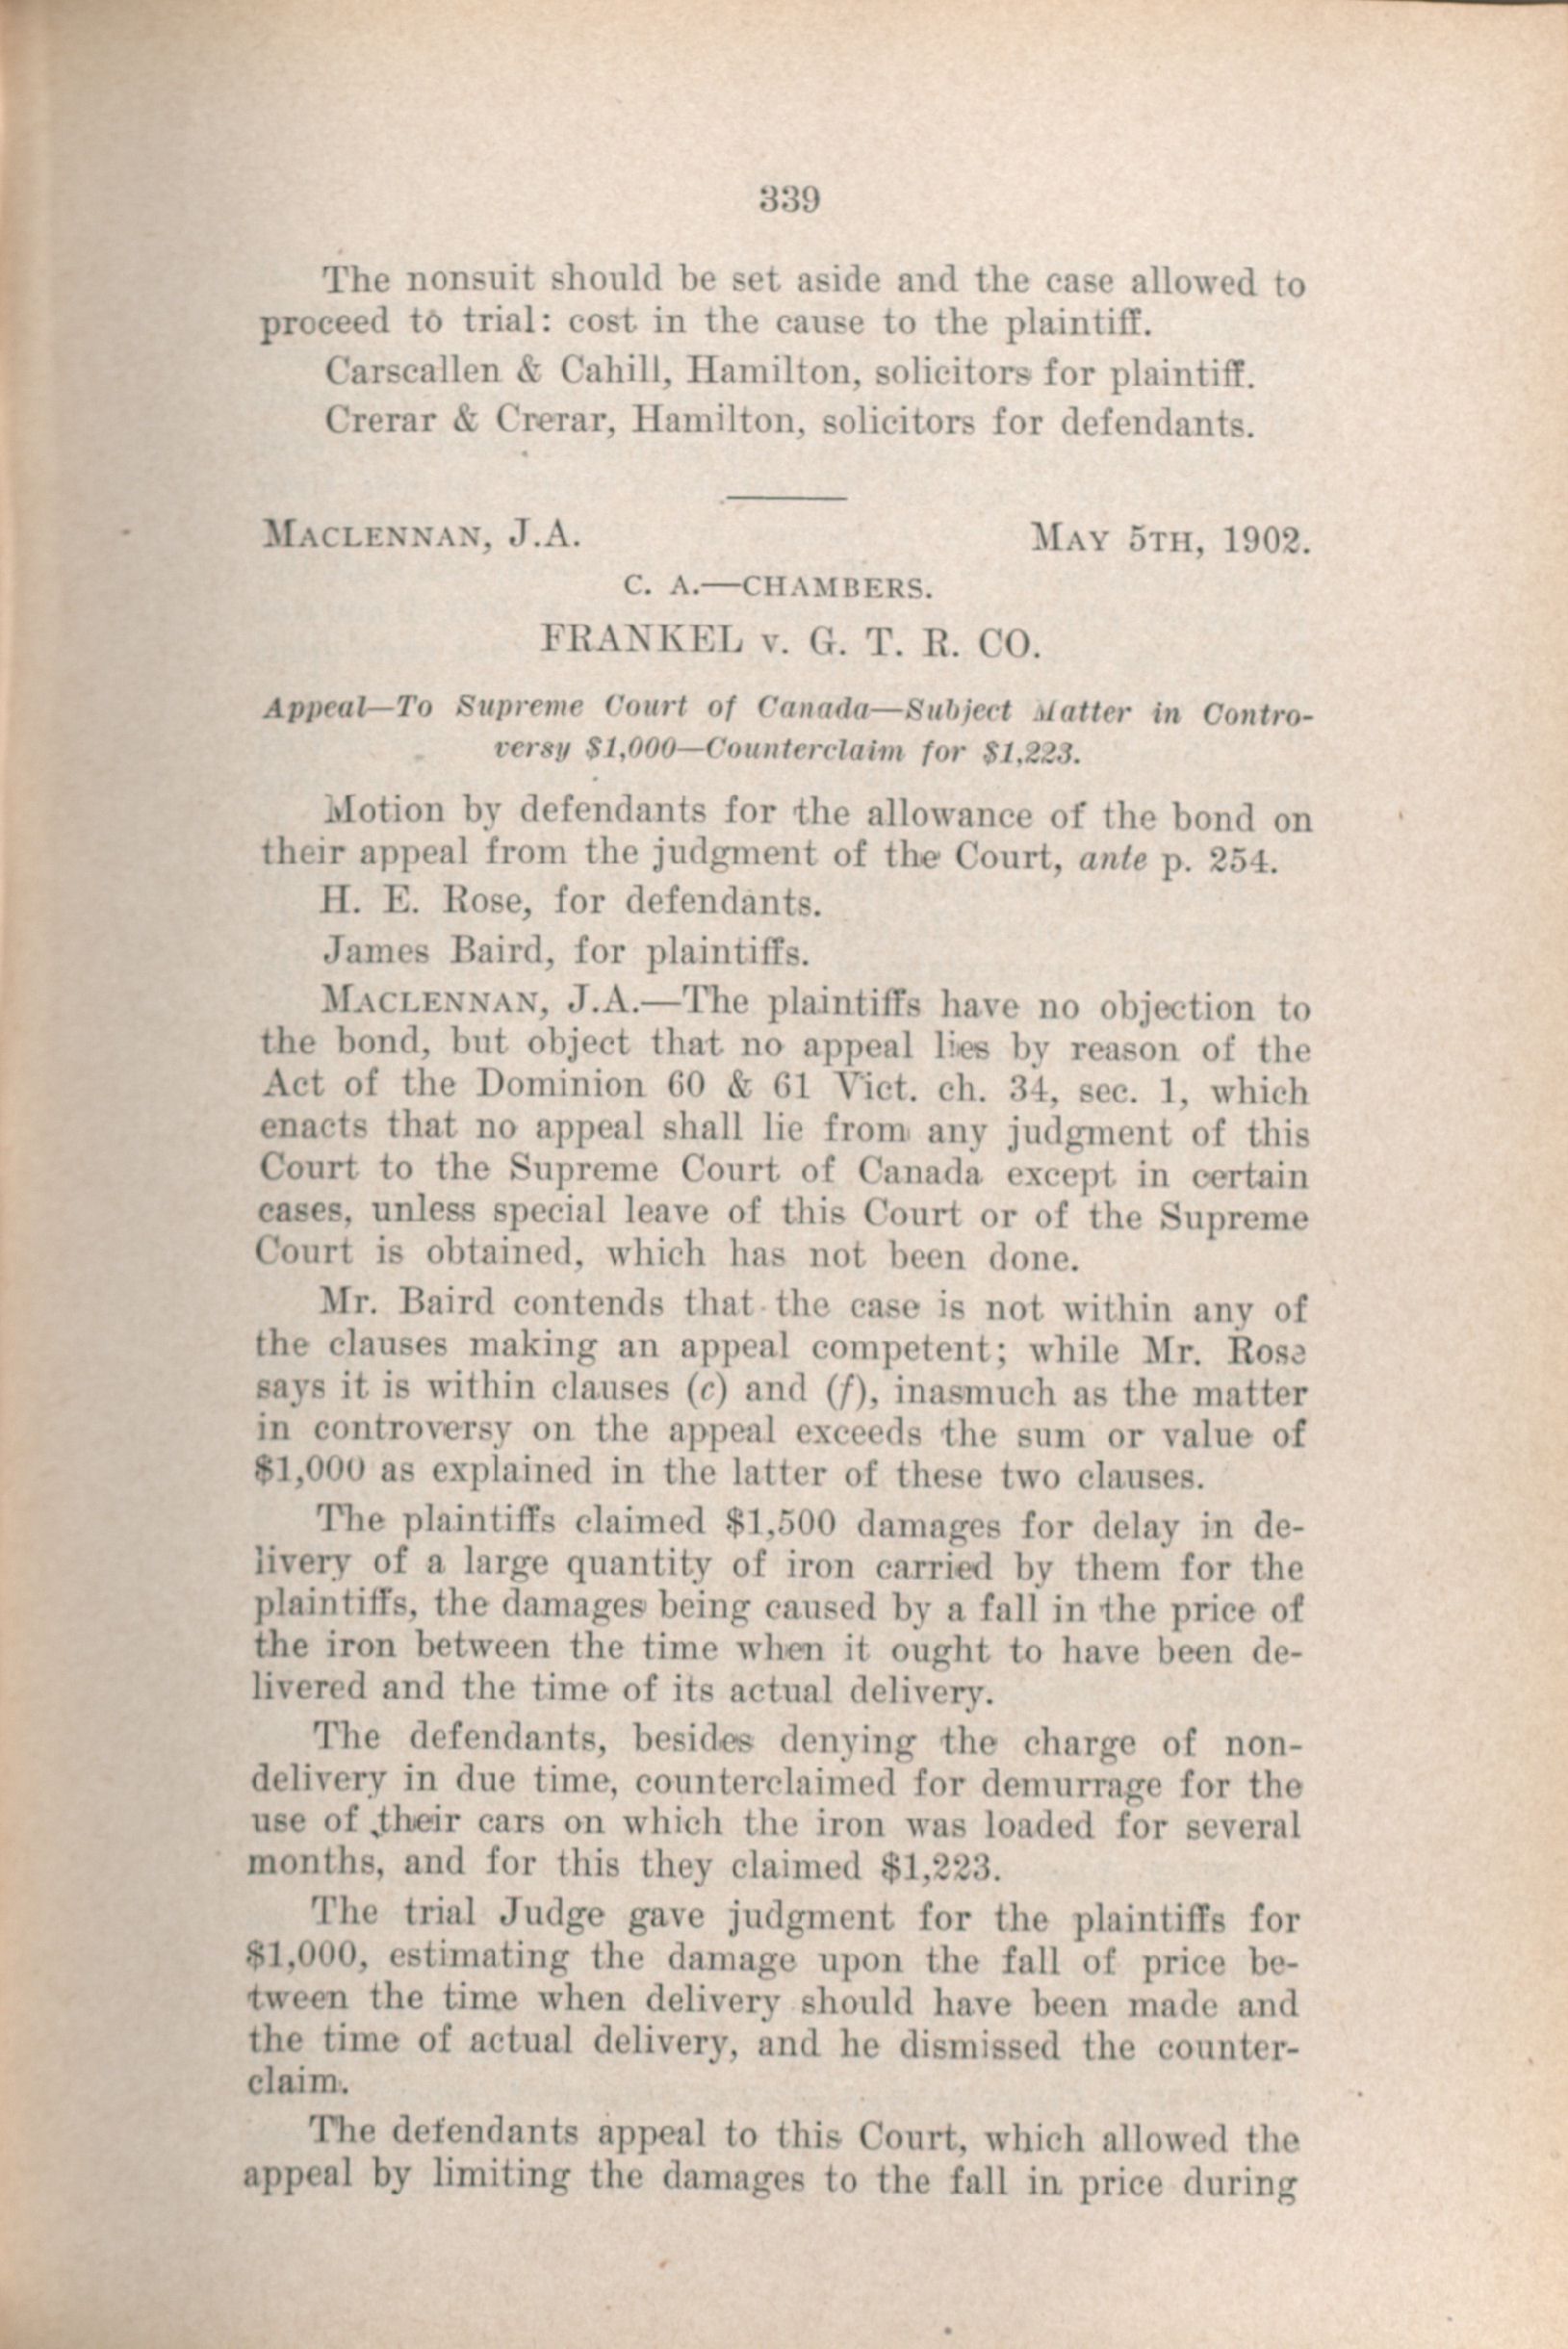 339
The nonsuit should be set aside and the case allowed to
proceed to trial: cost in the cause to the plaintiff.
Carscallen & Cahill, Hamilton, solicitors for plaintiff.
Crerar & Crerar, Hamilton, solicitors for defendants.
MACLENNAN, J.A. MAY 5TH, 1902.
C. A.—CHAMBERS.
FRANKEL v. G. T. R. CO.
Appeal—To Supreme Court of Canada—Subject Matter in Contro-
versy $1,000—Counterclaim for $1,223.
Motion by defendants for the allowance of the bond on
their appeal from the judgment of the Court, ante p. 254.
H. E. Rose, for defendants.
James Baird, for plaintiffs.
MACLENNAN, J.A.—The plaintiffs have no objection to
the bond, but object that no appeal lies by reason of the
Act of the Dominion 60 & 61 Vict. ch. 34, sec. 1, which
enacts that no appeal shall lie from any judgment of this
Court to the Supreme Court of Canada except in certain
cases, unless special leave of this Court or of the Supreme
Court is obtained, which has not been done.
Mr. Baird contends that the case is not within any of
the clauses making an appeal competent; while Mr. Rose
says it is within clauses (c) and (f), inasmuch as the matter
in controversy on the appeal exceeds the sum or value of
$1,000 as explained in the latter of these two clauses.
The plaintiffs claimed $1,500 damages for delay in de-
livery of a large quantity of iron carried by them for the
plaintiffs, the damages being caused by a fall in the price of
the iron between the time when it ought to have been de-
livered and the time of its actual delivery.
The defendants, besides denying the charge of non-
delivery in due time, counterclaimed for demurrage for the
use of their cars on which the iron was loaded for several
months, and for this they claimed $1,223.
The trial Judge gave judgment for the plaintiffs for
$1,000, estimating the damage upon the fall of price be-
tween the time when delivery should have been made and
the time of actual delivery, and he dismissed the counter-
claim.
The defendants appeal to this Court, which allowed the
appeal by limiting the damages to the fall in price during